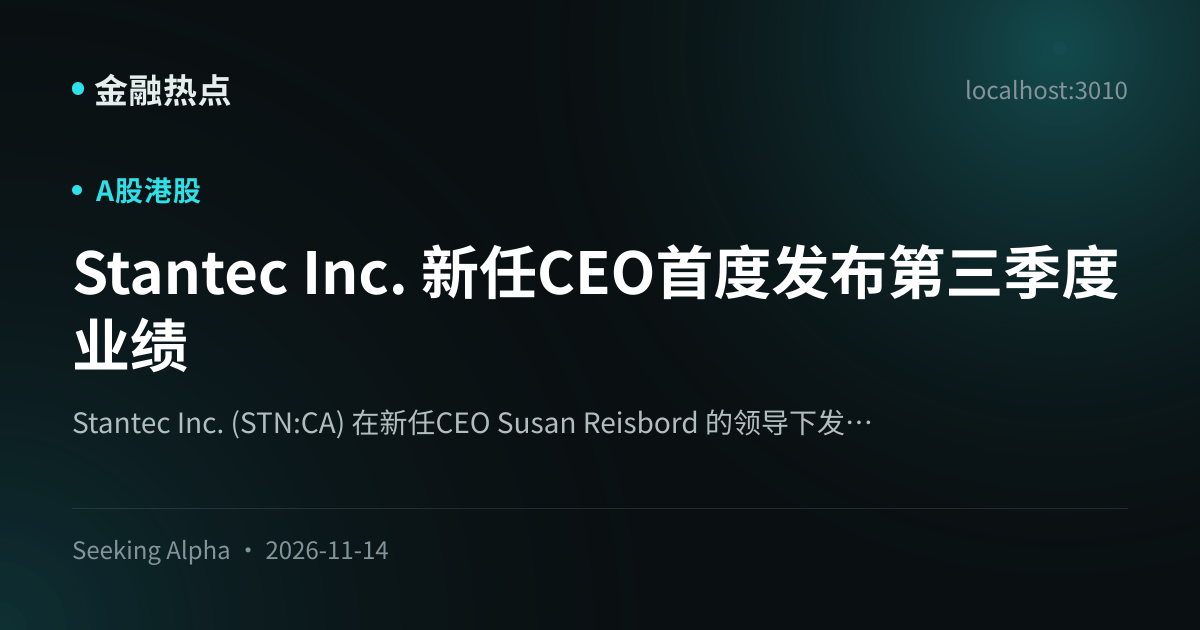 金融热点
localhost:3010
A股港股
Stantec Inc. 新任CEO首度发布第三季度
业绩
Stantec Inc. (STN:CA) 在新任CEO Susan Reisbord 的领导下发…
Seeking Alpha · 2026-11-14